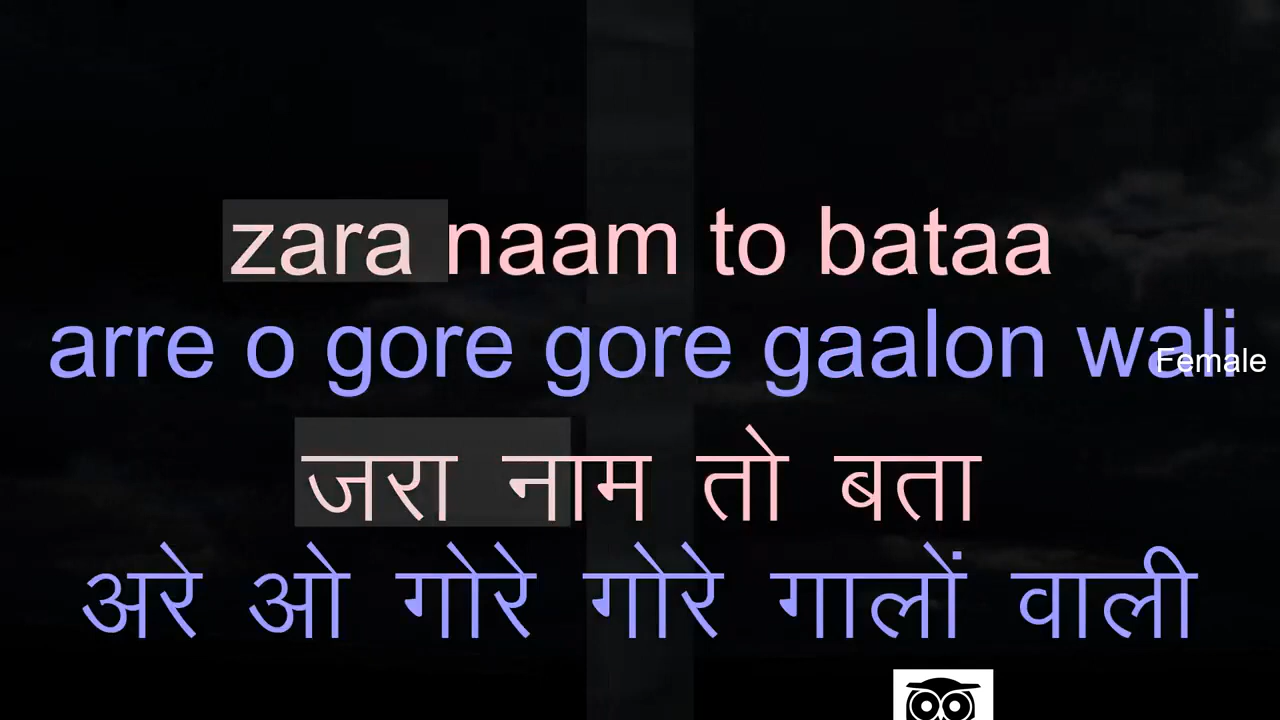 zara naam to bataa
arre o gore gore gaalon wali
Female
जरा नाम तो बता
अरे ओ गोरे गोरे गालों वाली